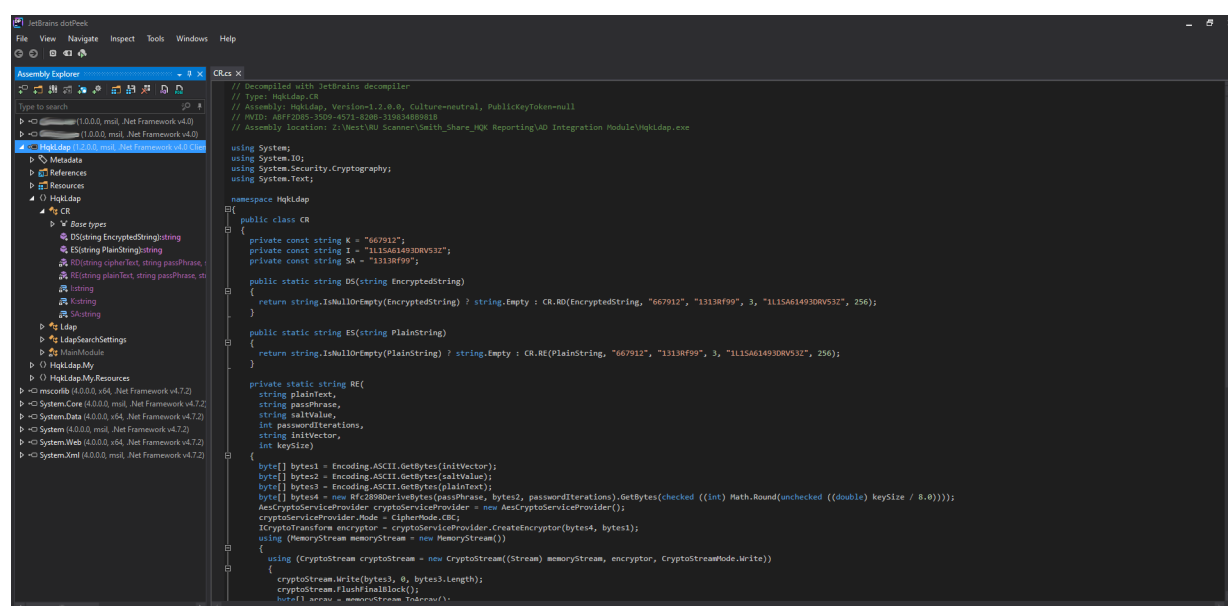 JetBrains dotPeek
File View Navigate Inspect Tools Windows Help
Assembly Explorer
CR.cs
Type to search
(1.0.0.0, msil, .Net Framework v4.0)
(1.0.0.0, msil, .Net Framework v4.0)
HqkLdap (1.2.0.0, msil, .Net Framework v4.0 Clien
Metadata
References
Resources
HqkLdap
CR
Base types
DS(string EncryptedString):string
ES(string PlainString):string
RD(string cipherText, string passPhrase,
RE(string plainText, string passPhrase, str
I:string
K:string
SA:string
Ldap
LdapSearchSettings
MainModule
HqkLdap.My
HqkLdap.My.Resources
mscorlib (4.0.0.0, x64, .Net Framework v4.7.2)
System.Core (4.0.0.0, msil, .Net Framework v4.7.2)
System.Data (4.0.0.0, x64, .Net Framework v4.7.2)
System (4.0.0.0, msil, .Net Framework v4.7.2)
System.Web (4.0.0.0, x64, .Net Framework v4.7.2)
System.Xml (4.0.0.0, msil, .Net Framework v4.7.2)
// Decompiled with JetBrains decompiler
// Type: HqkLdap.CR
// Assembly: HqkLdap, Version=1.2.0.0, Culture=neutral, PublicKeyToken=null
// MVID: ABFF2D85-35D9-4571-8208-319834889818
// Assembly location: Z:\Nest\RU Scanner\Smith_Share_HQK Reporting\AD Integration Module\HqkLdap.exe
using System;
using System.IO;
using System.Security.Cryptography;
using System.Text;
namespace HqkLdap
{
public class CR
{
private const string K = "667912";
private const string I = "1L1SA61493DRV53Z";
private const string SA = "1313Rf99";
public static string DS(string EncryptedString)
{
return string.IsNullOrEmpty(EncryptedString) ? string.Empty : CR.RD(EncryptedString, "667912", "1313Rf99", 3, "1L1SA61493DRV53Z", 256);
}
public static string ES(string PlainString)
{
return string.IsNullOrEmpty(PlainString) ? string.Empty : CR.RE(PlainString, "667912", "1313Rf99", 3, "1L1SA61493DRV53Z", 256);
}
private static string RE(
string plainText,
string passPhrase,
string saltValue,
int passwordIterations,
string initVector,
int keySize)
{
byte[] bytes1 = Encoding.ASCII.GetBytes(initVector);
byte[] bytes2 = Encoding.ASCII.GetBytes(saltValue);
byte[] bytes3 = Encoding.ASCII.GetBytes(plainText);
byte[] bytes4 = new Rfc2898DeriveBytes(passPhrase, bytes2, passwordIterations).GetBytes(checked ((int) Math.Round(unchecked ((double) keySize / 8.0))));
AesCryptoServiceProvider cryptoServiceProvider = new AesCryptoServiceProvider();
cryptoServiceProvider.Mode = CipherMode.CBC;
ICryptoTransform encryptor = cryptoServiceProvider.CreateEncryptor(bytes4, bytes1);
using (MemoryStream memoryStream = new MemoryStream())
{
using (CryptoStream cryptoStream = new CryptoStream((Stream) memoryStream, encryptor, CryptoStreamMode.Write))
{
cryptoStream.Write(bytes3, 0, bytes3.Length);
cryptoStream.FlushFinalBlock();
byte[] array = memoryStream.ToArray();